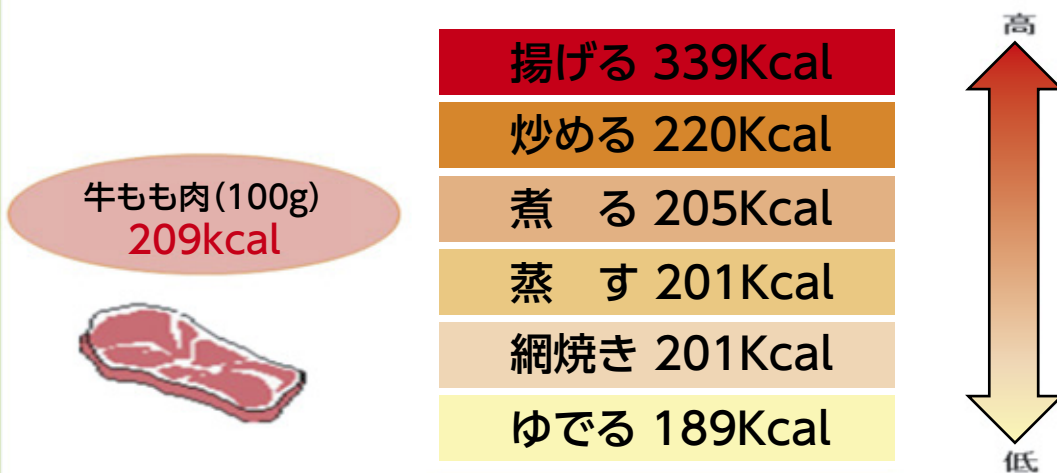 高
揚げる 339Kcal
炒める 220Kcal
牛もも肉(100g)
209kcal
煮　る 205Kcal
蒸　す 201Kcal
網焼き 201Kcal
ゆでる 189Kcal
低